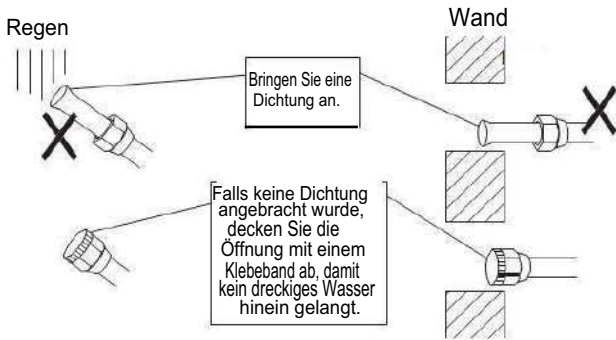 Regen
Wand
Bringen Sie eine
Dichtung an.
Falls keine Dichtung
angebracht wurde,
decken Sie die
Öffnung mit einem
Klebeband ab, damit
kein dreckiges Wasser
hinein gelangt.